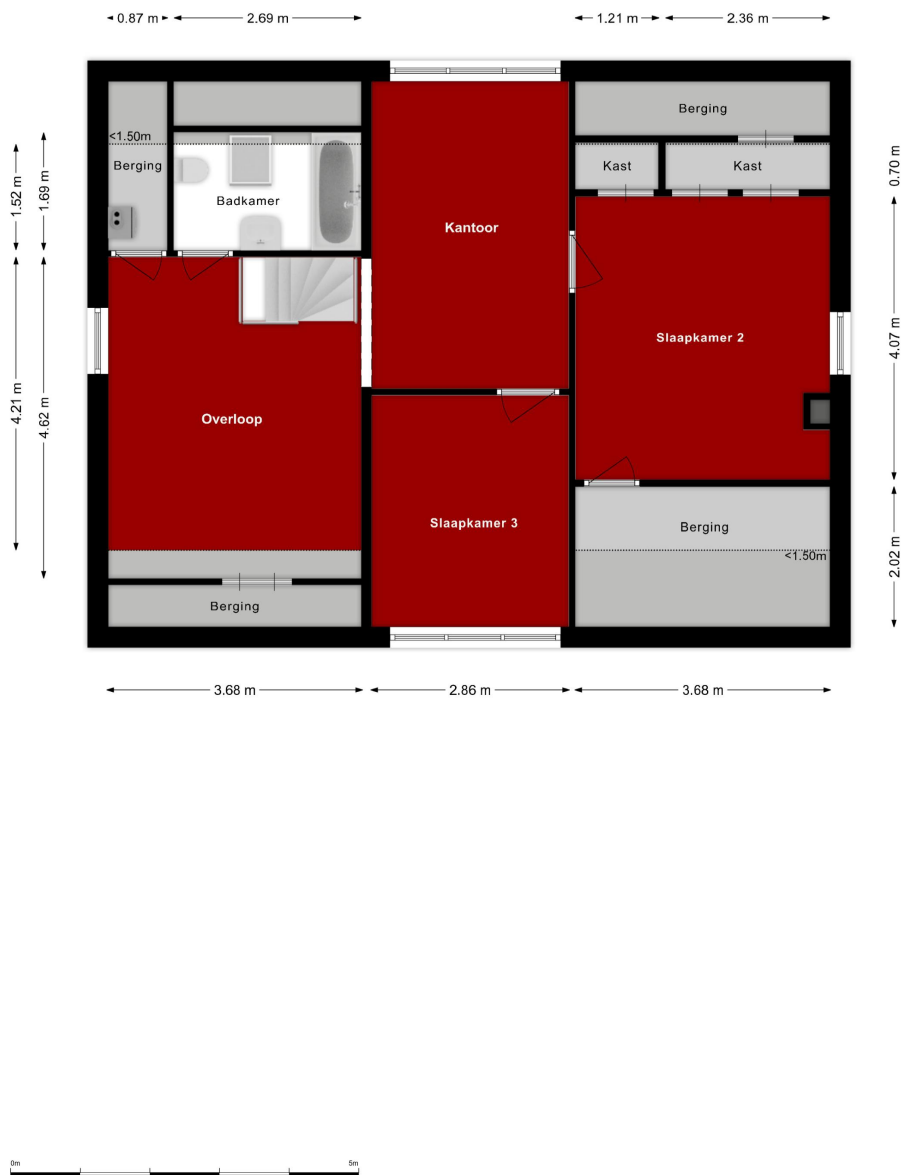 0.87 m
2.69 m
1.21 m
2.36 m
Berging
<1.50m
Berging
Kast
Kast
0.70 m
1.52 m
1.69 m
Badkamer
Kantoor
Slaapkamer 2
4.07 m
4.21 m
4.62 m
Overloop
Slaapkamer 3
Berging
<1.50m
2.02 m
Berging
3.68 m
2.86 m
3.68 m
0m
5m